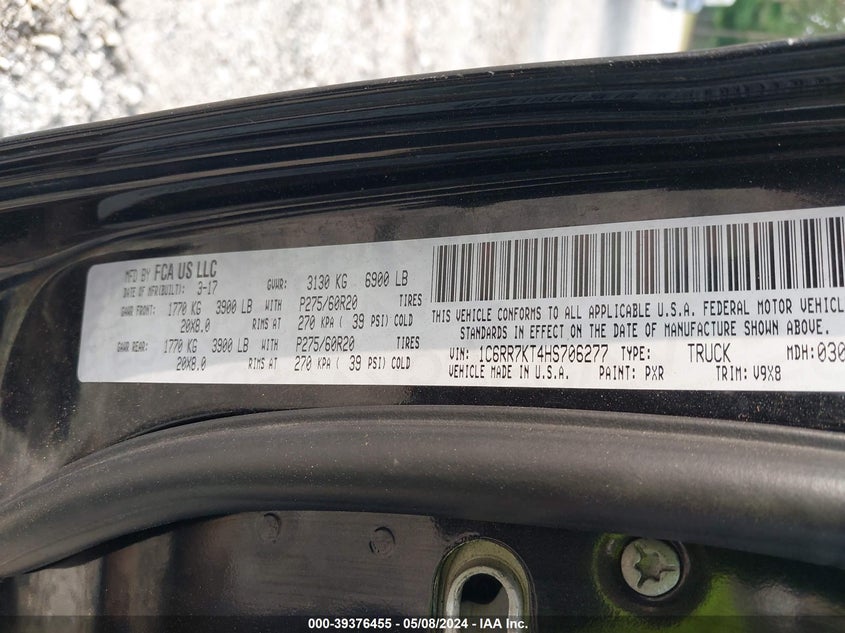 MFD BY FCA US LLC
DATE OF MFR(BUILT): 3-17 GVWR: 3130 KG 6900 LB
GAWR FRONT: 1770 KG 3900 LB WITH P275/60R20 TIRES
20X8.0 RIMS AT 270 KPA ( 39 PSI) COLD
GAWR REAR: 1770 KG 3900 LB WITH P275/60R20 TIRES
20X8.0 RIMS AT 270 KPA ( 39 PSI) COLD
THIS VEHICLE CONFORMS TO ALL APPLICABLE U.S.A. FEDERAL MOTOR VEHICL
STANDARDS IN EFFECT ON THE DATE OF MANUFACTURE SHOWN ABOVE.
VIN: 1C6RR7KT4HS706277 TYPE: TRUCK MDH: 030
VEHICLE MADE IN U.S.A. PAINT: PXR TRIM: V9X8
000-39376455 - 05/08/2024 - IAA Inc.